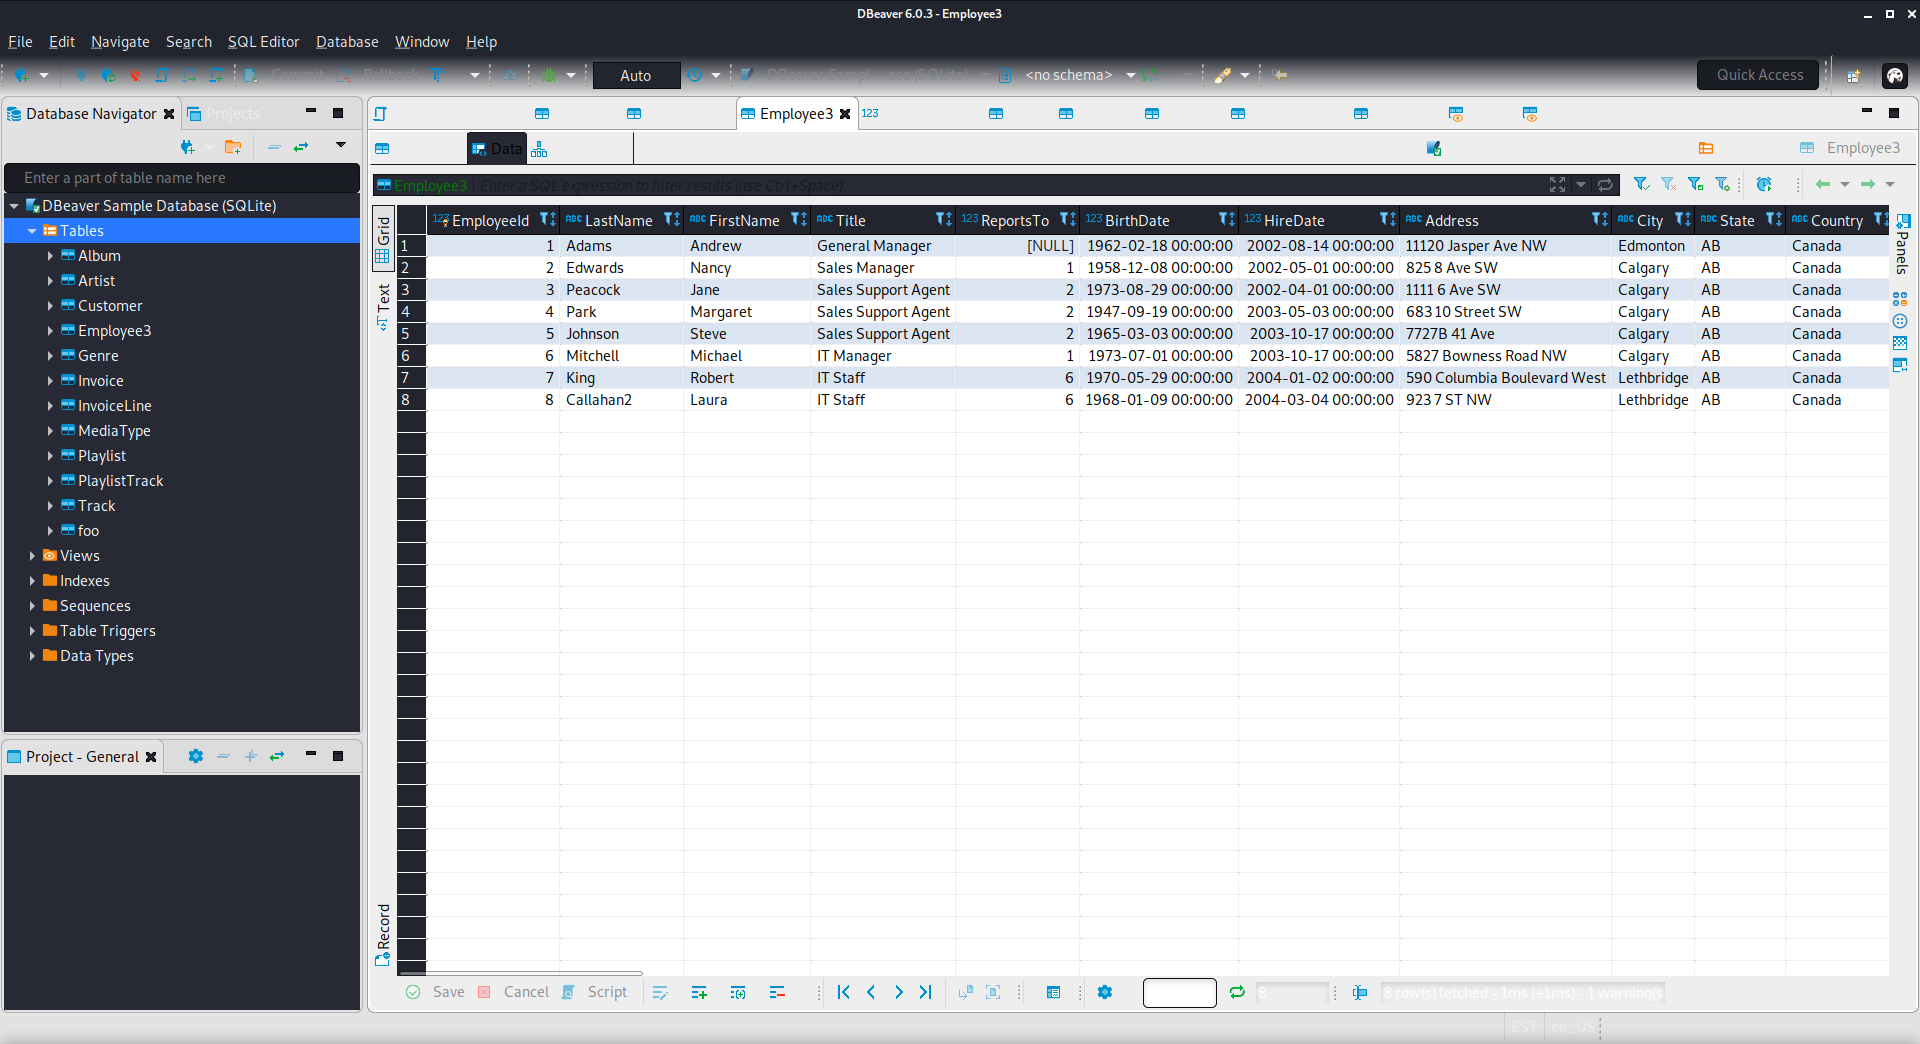 DBeaver 6.0.3 - Employee3
File Edit Navigate Search SQL Editor Database Window Help
Commit Rollback Auto DBeaver Sample Database (SQLite) <no schema> Quick Access
Database Navigator Projects
Enter a part of table name here
DBeaver Sample Database (SQLite)
Tables
Album
Artist
Customer
Employee3
Genre
Invoice
InvoiceLine
MediaType
Playlist
PlaylistTrack
Track
foo
Views
Indexes
Sequences
Table Triggers
Data Types
Project - General
Employee3 123
Data Employee3
Employee3 Enter a SQL expression to filter results (use Ctrl+Space)
Grid
Text
Record
Panels
123 EmployeeId ABC LastName ABC FirstName ABC Title 123 ReportsTo 123 BirthDate 123 HireDate ABC Address ABC City ABC State ABC Country
1 1 Adams Andrew General Manager [NULL] 1962-02-18 00:00:00 2002-08-14 00:00:00 11120 Jasper Ave NW Edmonton AB Canada
2 2 Edwards Nancy Sales Manager 1 1958-12-08 00:00:00 2002-05-01 00:00:00 825 8 Ave SW Calgary AB Canada
3 3 Peacock Jane Sales Support Agent 2 1973-08-29 00:00:00 2002-04-01 00:00:00 1111 6 Ave SW Calgary AB Canada
4 4 Park Margaret Sales Support Agent 2 1947-09-19 00:00:00 2003-05-03 00:00:00 683 10 Street SW Calgary AB Canada
5 5 Johnson Steve Sales Support Agent 2 1965-03-03 00:00:00 2003-10-17 00:00:00 7727B 41 Ave Calgary AB Canada
6 6 Mitchell Michael IT Manager 1 1973-07-01 00:00:00 2003-10-17 00:00:00 5827 Bowness Road NW Calgary AB Canada
7 7 King Robert IT Staff 6 1970-05-29 00:00:00 2004-01-02 00:00:00 590 Columbia Boulevard West Lethbridge AB Canada
8 8 Callahan2 Laura IT Staff 6 1968-01-09 00:00:00 2004-03-04 00:00:00 923 7 ST NW Lethbridge AB Canada
Save Cancel Script 8 8 row(s) fetched - 1ms (+1ms) - 1 warning(s
EST en_US